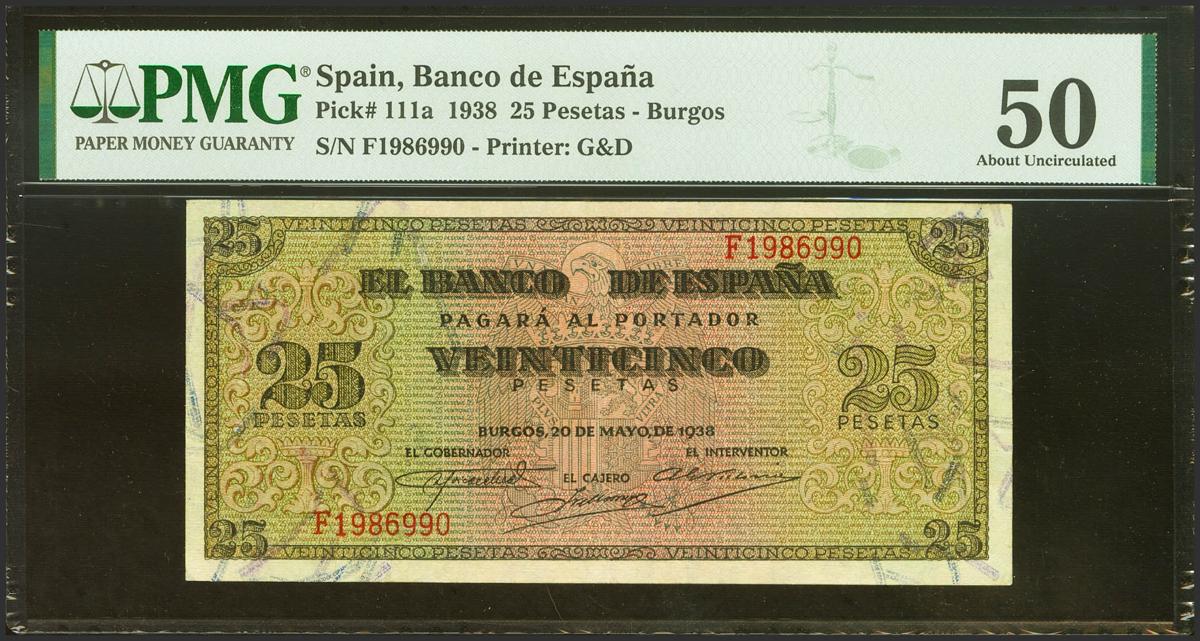 PMG®
PAPER MONEY GUARANTY
Spain, Banco de España
Pick# 111a 1938 25 Pesetas - Burgos
S/N F1986990 - Printer: G&D
50
About Uncirculated
VEINTICINCO PESETAS VEINTICINCO PESETAS
25 25
F1986990
EL BANCO DE ESPAÑA
PAGARÁ AL PORTADOR
VEINTICINCO
PESETAS
25 PESETAS
25 PESETAS
PLVS VLTRA
BURGOS, 20 DE MAYO, DE 1938
EL GOBERNADOR
EL CAJERO
EL INTERVENTOR
F1986990
25 25
VEINTICINCO PESETAS VEINTICINCO PESETAS